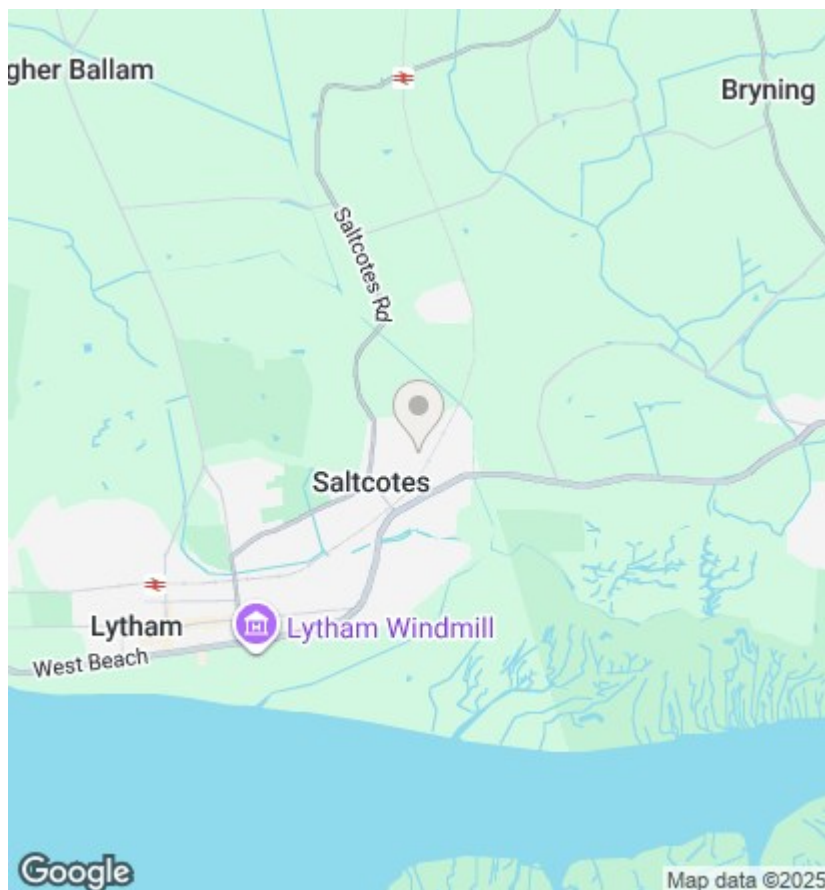 gher Ballam
Bryning
Saltcotes Rd
Saltcotes
Lytham
Lytham Windmill
West Beach
Google
Map data ©2025